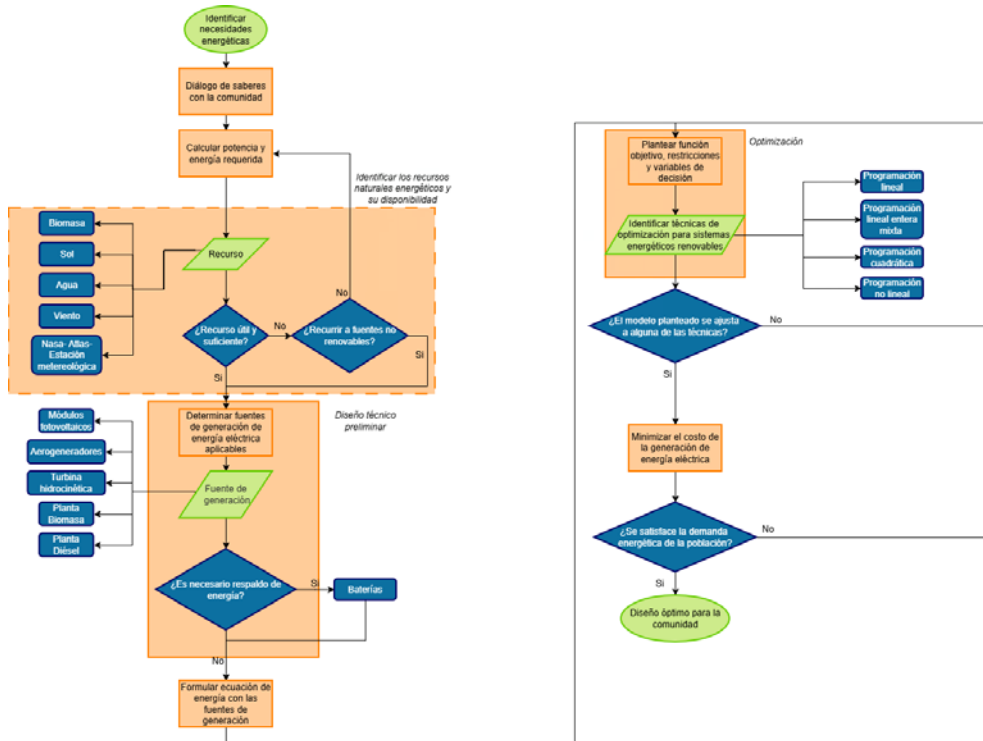 Identificar
necesidades
energéticas
Diálogo de saberes
con la comunidad
Calcular potencia y
energía requerida
Identificar los recursos
naturales energéticos y
su disponibilidad
Biomasa
Sol
Agua
Viento
Nasa- Atlas-
Estación
metereológica
Recurso
¿Recurso útil y
suficiente?
No
¿Recurrir a fuentes no
renovables?
No
Si
Si
Determinar fuentes
de generación de
energía eléctrica
aplicables
Diseño técnico
preliminar
Módulos
fotovoltaicos
Aerogeneradores
Turbina
hidrocinética
Planta
Biomasa
Planta
Diésel
Fuente de
generación
¿Es necesario respaldo de
energía?
Si
Baterías
No
Formular ecuación de
energía con las
fuentes de
generación
Plantear función
objetivo, restricciones
y variables de
decisión
Optimización
Identificar técnicas de
optimización para sistemas
energéticos renovables
Programación
lineal
Programación
lineal entera
mixta
Programación
cuadrática
Programación
no lineal
¿El modelo planteado se ajusta
a alguna de las técnicas?
No
Si
Minimizar el costo de
la generación de
energía eléctrica
¿Se satisface la demanda
energética de la población?
No
Si
Diseño óptimo para la
comunidad